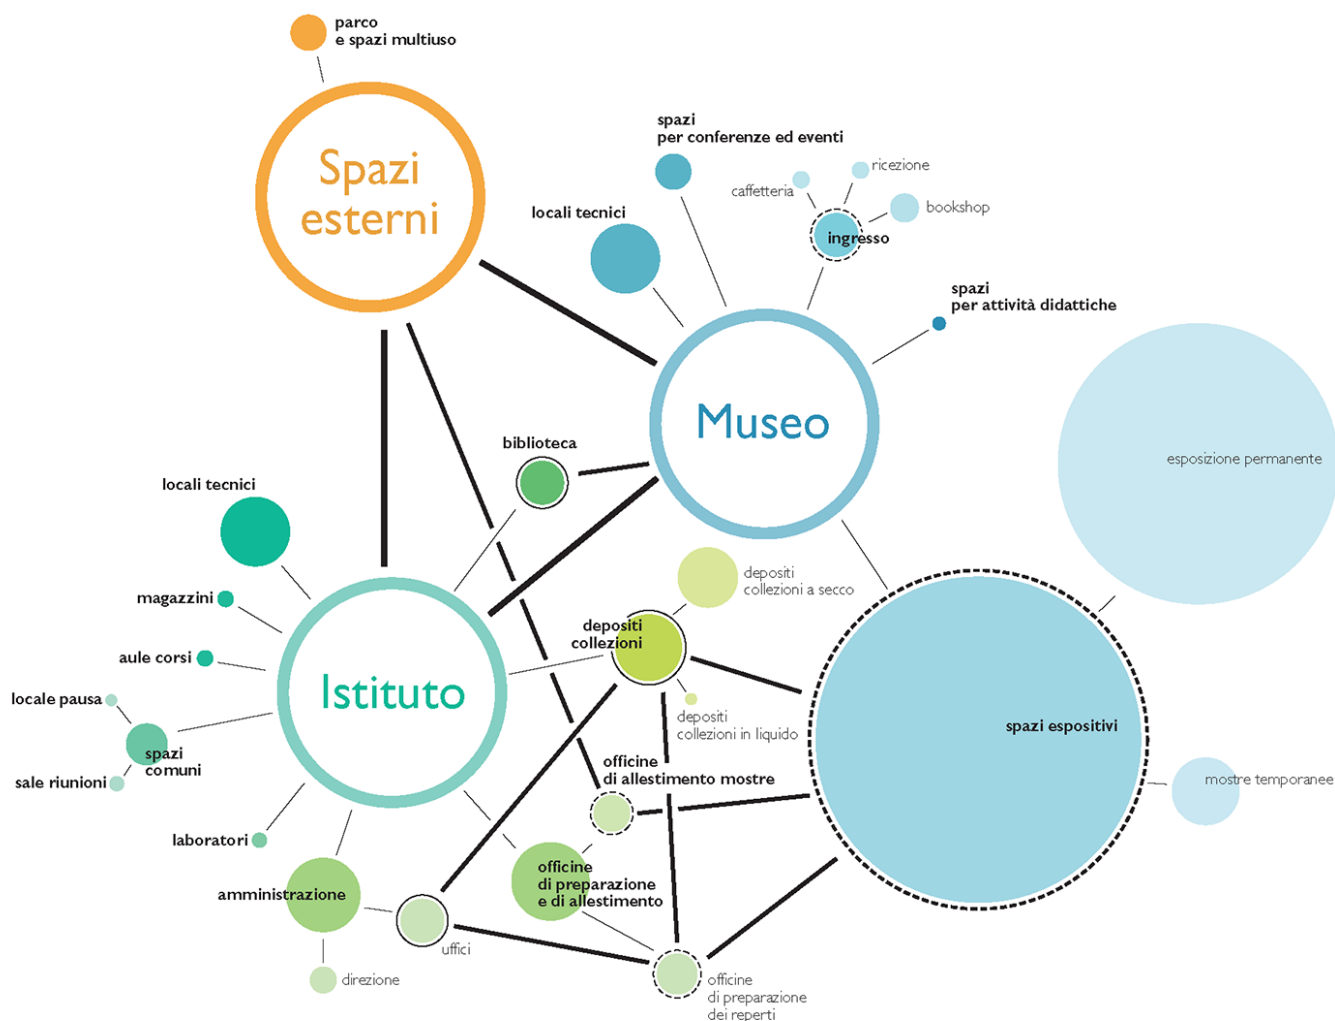 parco
e spazi multiuso
Spazi
esterni
spazi
per conferenze ed eventi
ricezione
caffetteria
bookshop
locali tecnici
ingresso
spazi
per attività didattiche
Museo
esposizione permanente
biblioteca
locali tecnici
magazzini
aule corsi
locale pausa
spazi
comuni
sale riunioni
Istituto
laboratori
depositi
collezioni
depositi
collezioni a secco
depositi
collezioni in liquido
spazi espositivi
mostre temporanee
officine
di allestimento mostre
officine
di preparazione
e di allestimento
amministrazione
uffici
direzione
officine
di preparazione
dei reperti